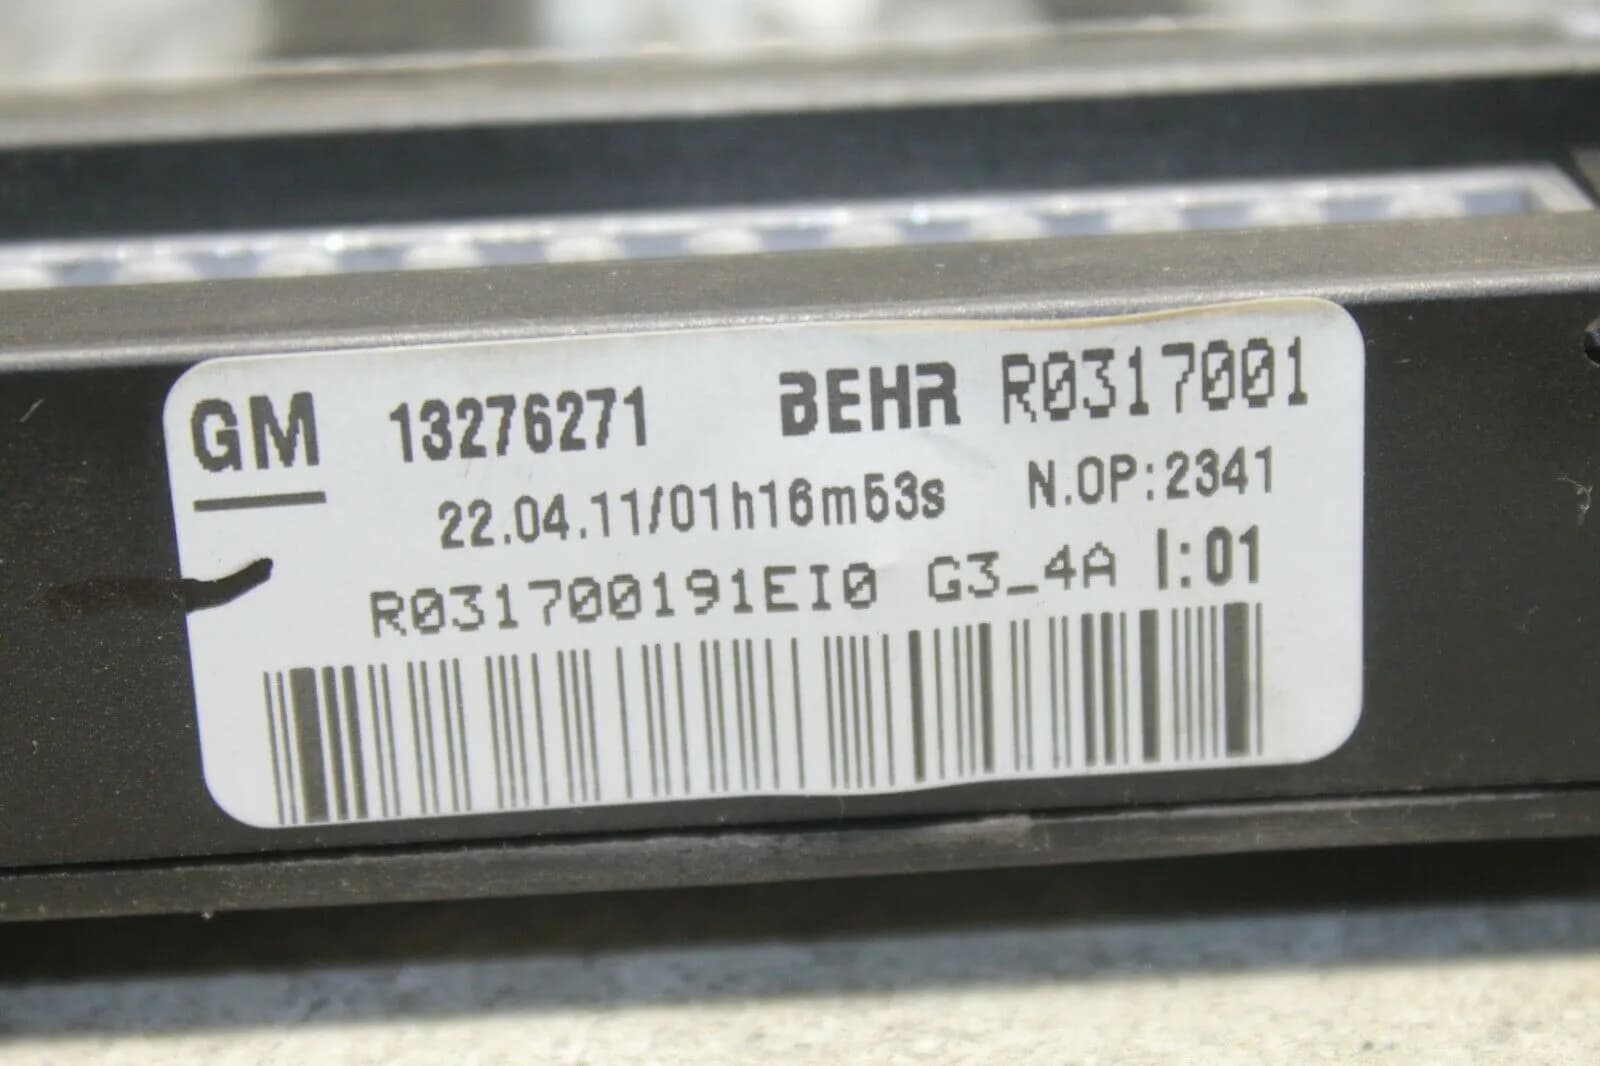 GM 13276271 BEHR R0317001
22.04.11/01h16m53s N.OP:2341
R031700191EI0 G3_4A I:01